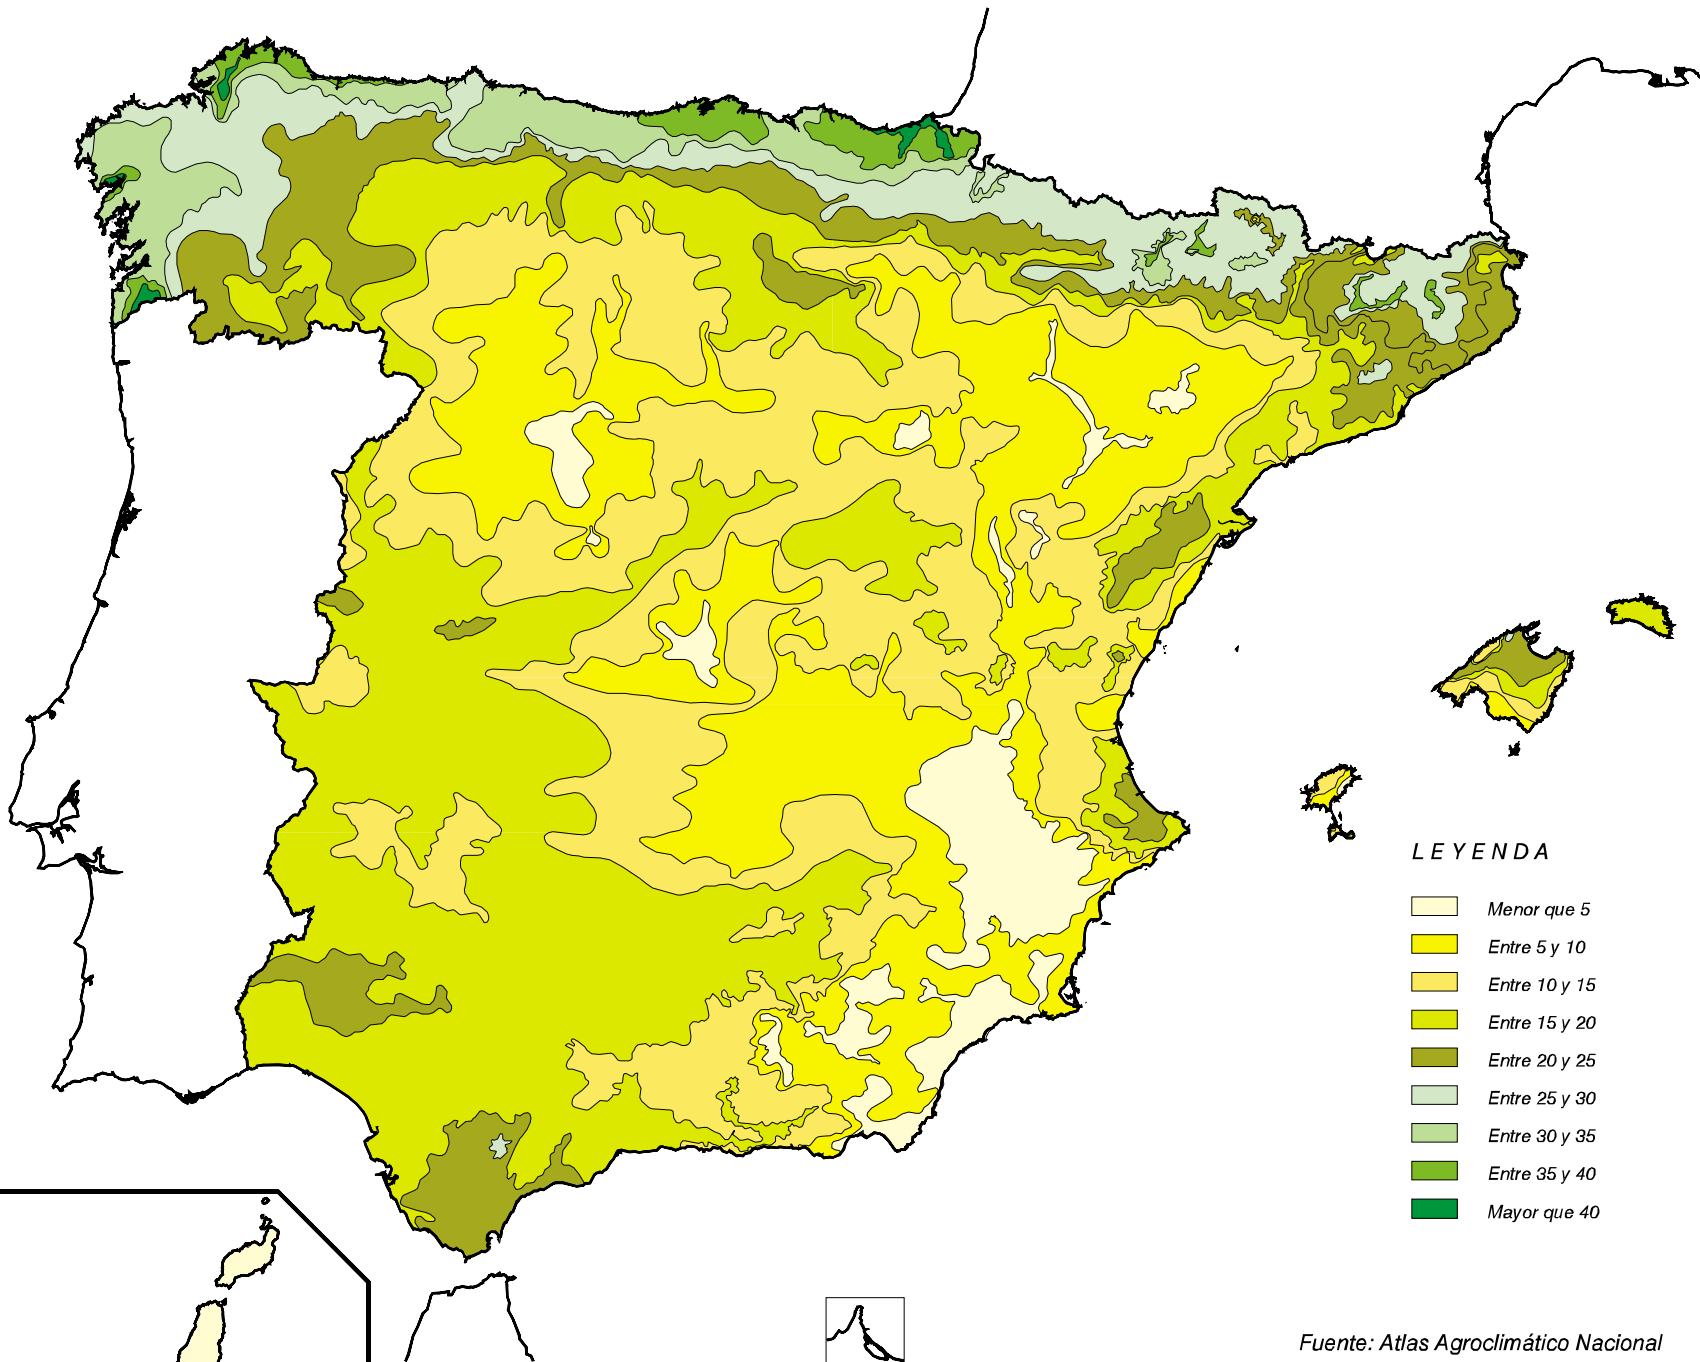 LEYENDA
Menor que 5
Entre 5 y 10
Entre 10 y 15
Entre 15 y 20
Entre 20 y 25
Entre 25 y 30
Entre 30 y 35
Entre 35 y 40
Mayor que 40
Fuente: Atlas Agroclimático Nacional